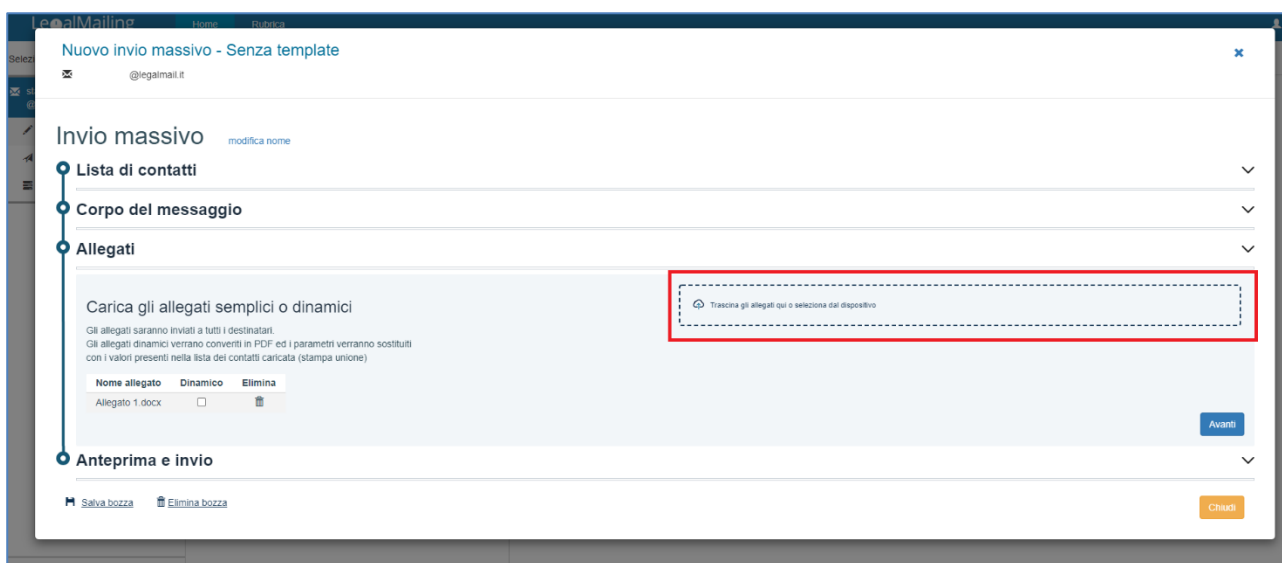 LegalMailing Home Rubrica
Selezi
Nuovo invio massivo - Senza template
@legalmail.it
st
@
Invio massivo modifica nome
Lista di contatti
Corpo del messaggio
Allegati
Carica gli allegati semplici o dinamici
Gli allegati saranno inviati a tutti i destinatari.
Gli allegati dinamici verrano convertiti in PDF ed i parametri verranno sostituiti
con i valori presenti nella lista dei contatti caricata (stampa unione)
Trascina gli allegati qui o seleziona dal dispositivo
Nome allegato Dinamico Elimina
Allegato 1.docx
Avanti
Anteprima e invio
Salva bozza Elimina bozza
Chiudi